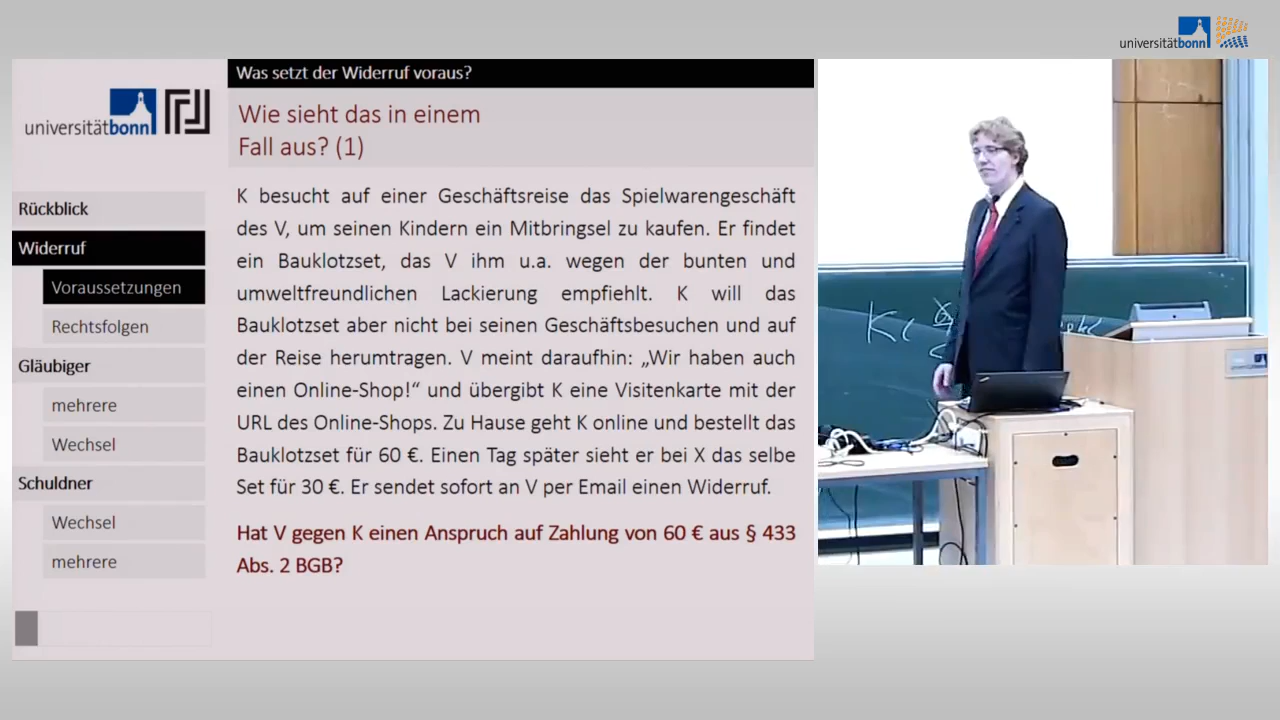 universitätbonn
Was setzt der Widerruf voraus?
universitätbonn
Wie sieht das in einem
Fall aus? (1)
Rückblick
Widerruf
Voraussetzungen
Rechtsfolgen
Gläubiger
mehrere
Wechsel
Schuldner
Wechsel
mehrere
K besucht auf einer Geschäftsreise das Spielwarengeschäft
des V, um seinen Kindern ein Mitbringsel zu kaufen. Er findet
ein Bauklotzset, das V ihm u.a. wegen der bunten und
umweltfreundlichen Lackierung empfiehlt. K will das
Bauklotzset aber nicht bei seinen Geschäftsbesuchen und auf
der Reise herumtragen. V meint daraufhin: „Wir haben auch
einen Online-Shop!“ und übergibt K eine Visitenkarte mit der
URL des Online-Shops. Zu Hause geht K online und bestellt das
Bauklotzset für 60 €. Einen Tag später sieht er bei X das selbe
Set für 30 €. Er sendet sofort an V per Email einen Widerruf.
Hat V gegen K einen Anspruch auf Zahlung von 60 € aus § 433
Abs. 2 BGB?